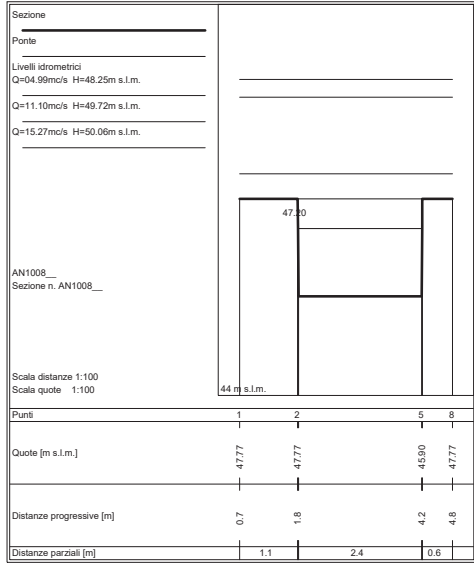 Sezione
Ponte
Livelli idrometrici
Q=04.99mc/s H=48.25m s.l.m.
Q=11.10mc/s H=49.72m s.l.m.
Q=15.27mc/s H=50.06m s.l.m.
47.20
AN1008__
Sezione n. AN1008__
Scala distanze 1:100
Scala quote 1:100
44 m s.l.m.
Punti 1 2 5 8
Quote [m s.l.m.] 47.77 47.77 45.90 47.77
Distanze progressive [m] 0.7 1.8 4.2 4.8
Distanze parziali [m] 1.1 2.4 0.6